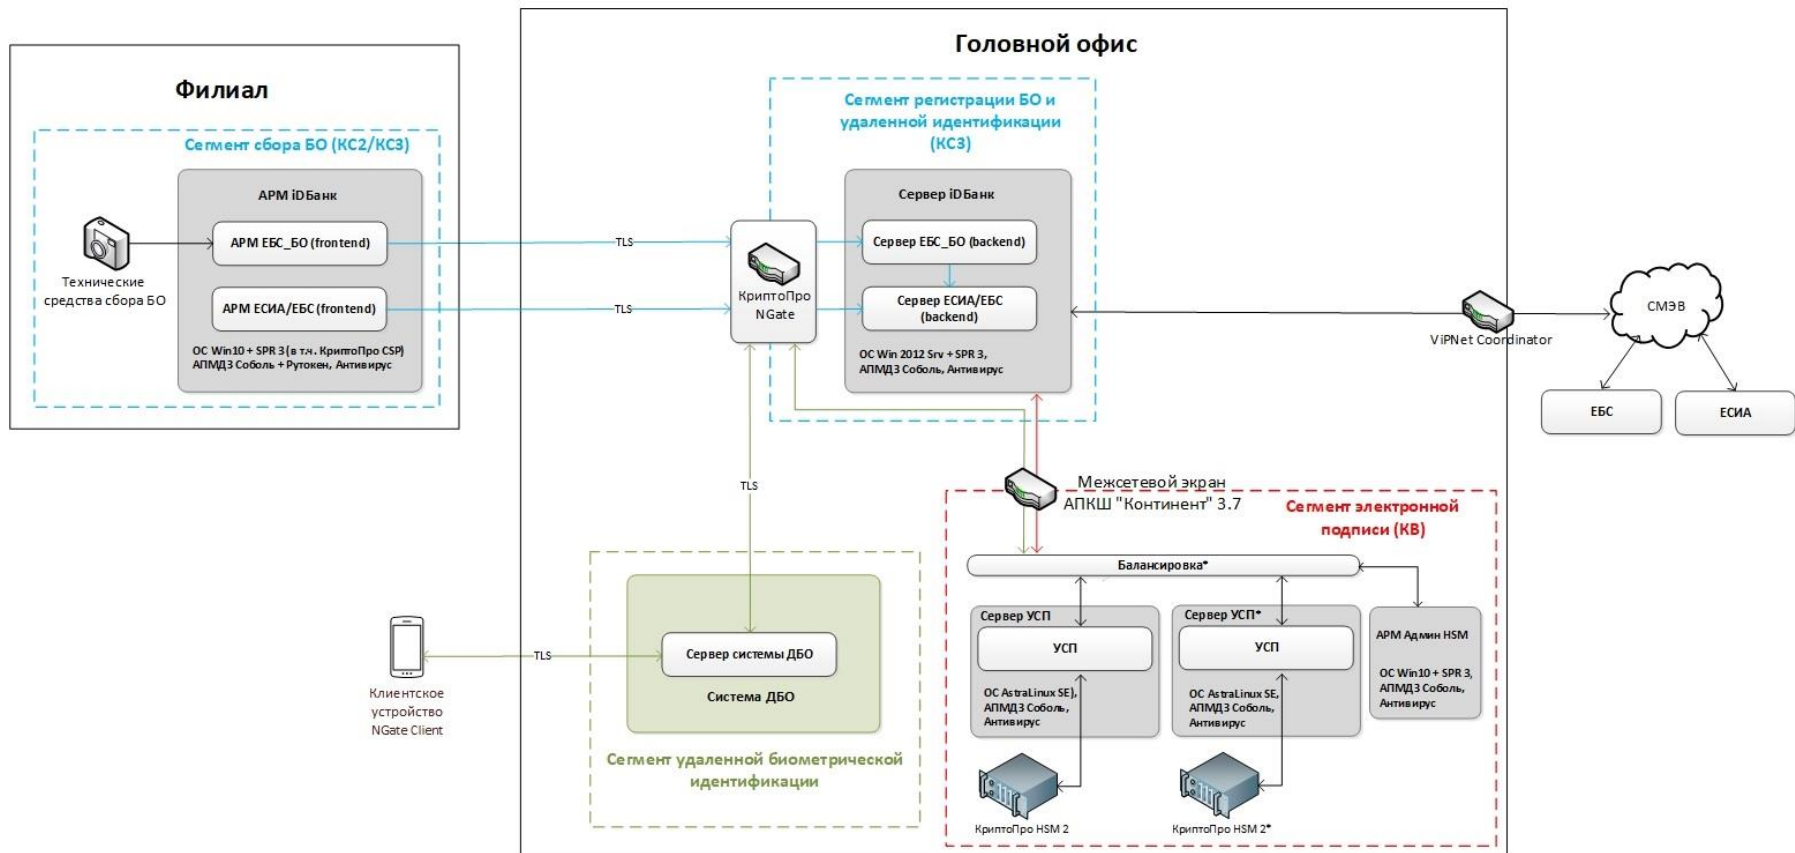 Филиал
Сегмент сбора БО (КС2/КС3)
АРМ iDБанк
АРМ ЕБС_БО (frontend)
Технические
средства сбора БО
АРМ ЕСИА/ЕБС (frontend)
ОС Win10 + SPR 3 (в т.ч. КриптоПро CSP)
АПМДЗ Соболь + Рутокен, Антивирус
TLS
TLS
Головной офис
Сегмент регистрации БО и
удаленной идентификации
(КС3)
КриптоПро
NGate
Сервер iDБанк
Сервер ЕБС_БО (backend)
Сервер ЕСИА/ЕБС
(backend)
ОС Win 2012 Srv + SPR 3,
АПМДЗ Соболь, Антивирус
ViPNet Coordinator
СМЭВ
ЕБС
ЕСИА
TLS
Межсетевой экран
АПКШ "Континент" 3.7
Сегмент электронной
подписи (КВ)
Балансировка*
Сервер УСП
УСП
ОС AstraLinux SE),
АПМДЗ Соболь,
Антивирус
КриптоПро HSM 2
Сервер УСП*
УСП
ОС AstraLinux SE,
АПМДЗ Соболь,
Антивирус
КриптоПро HSM 2*
АРМ Админ HSM
ОС Win10 + SPR 3,
АПМДЗ Соболь,
Антивирус
Клиентское
устройство
NGate Client
TLS
Сервер системы ДБО
Система ДБО
Сегмент удаленной биометрической
идентификации